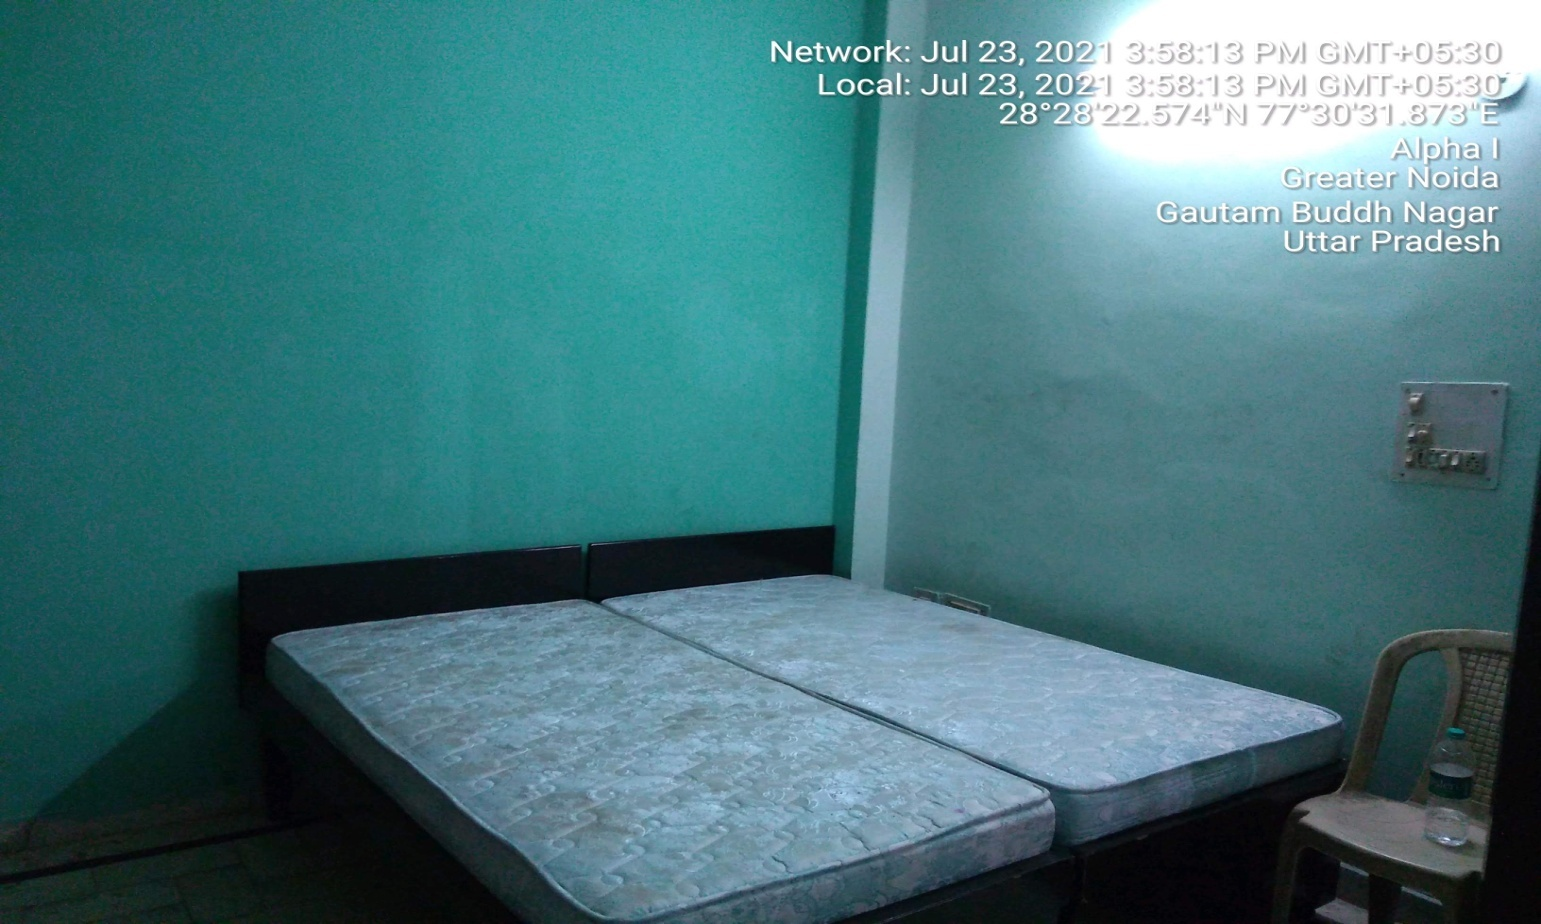 Network: Jul 23, 2021 3:58:13 PM GMT+05:30
Local: Jul 23, 2021 3:58:13 PM GMT+05:30
28°28'22.574"N 77°30'31.873"E
Alpha I
Greater Noida
Gautam Buddh Nagar
Uttar Pradesh